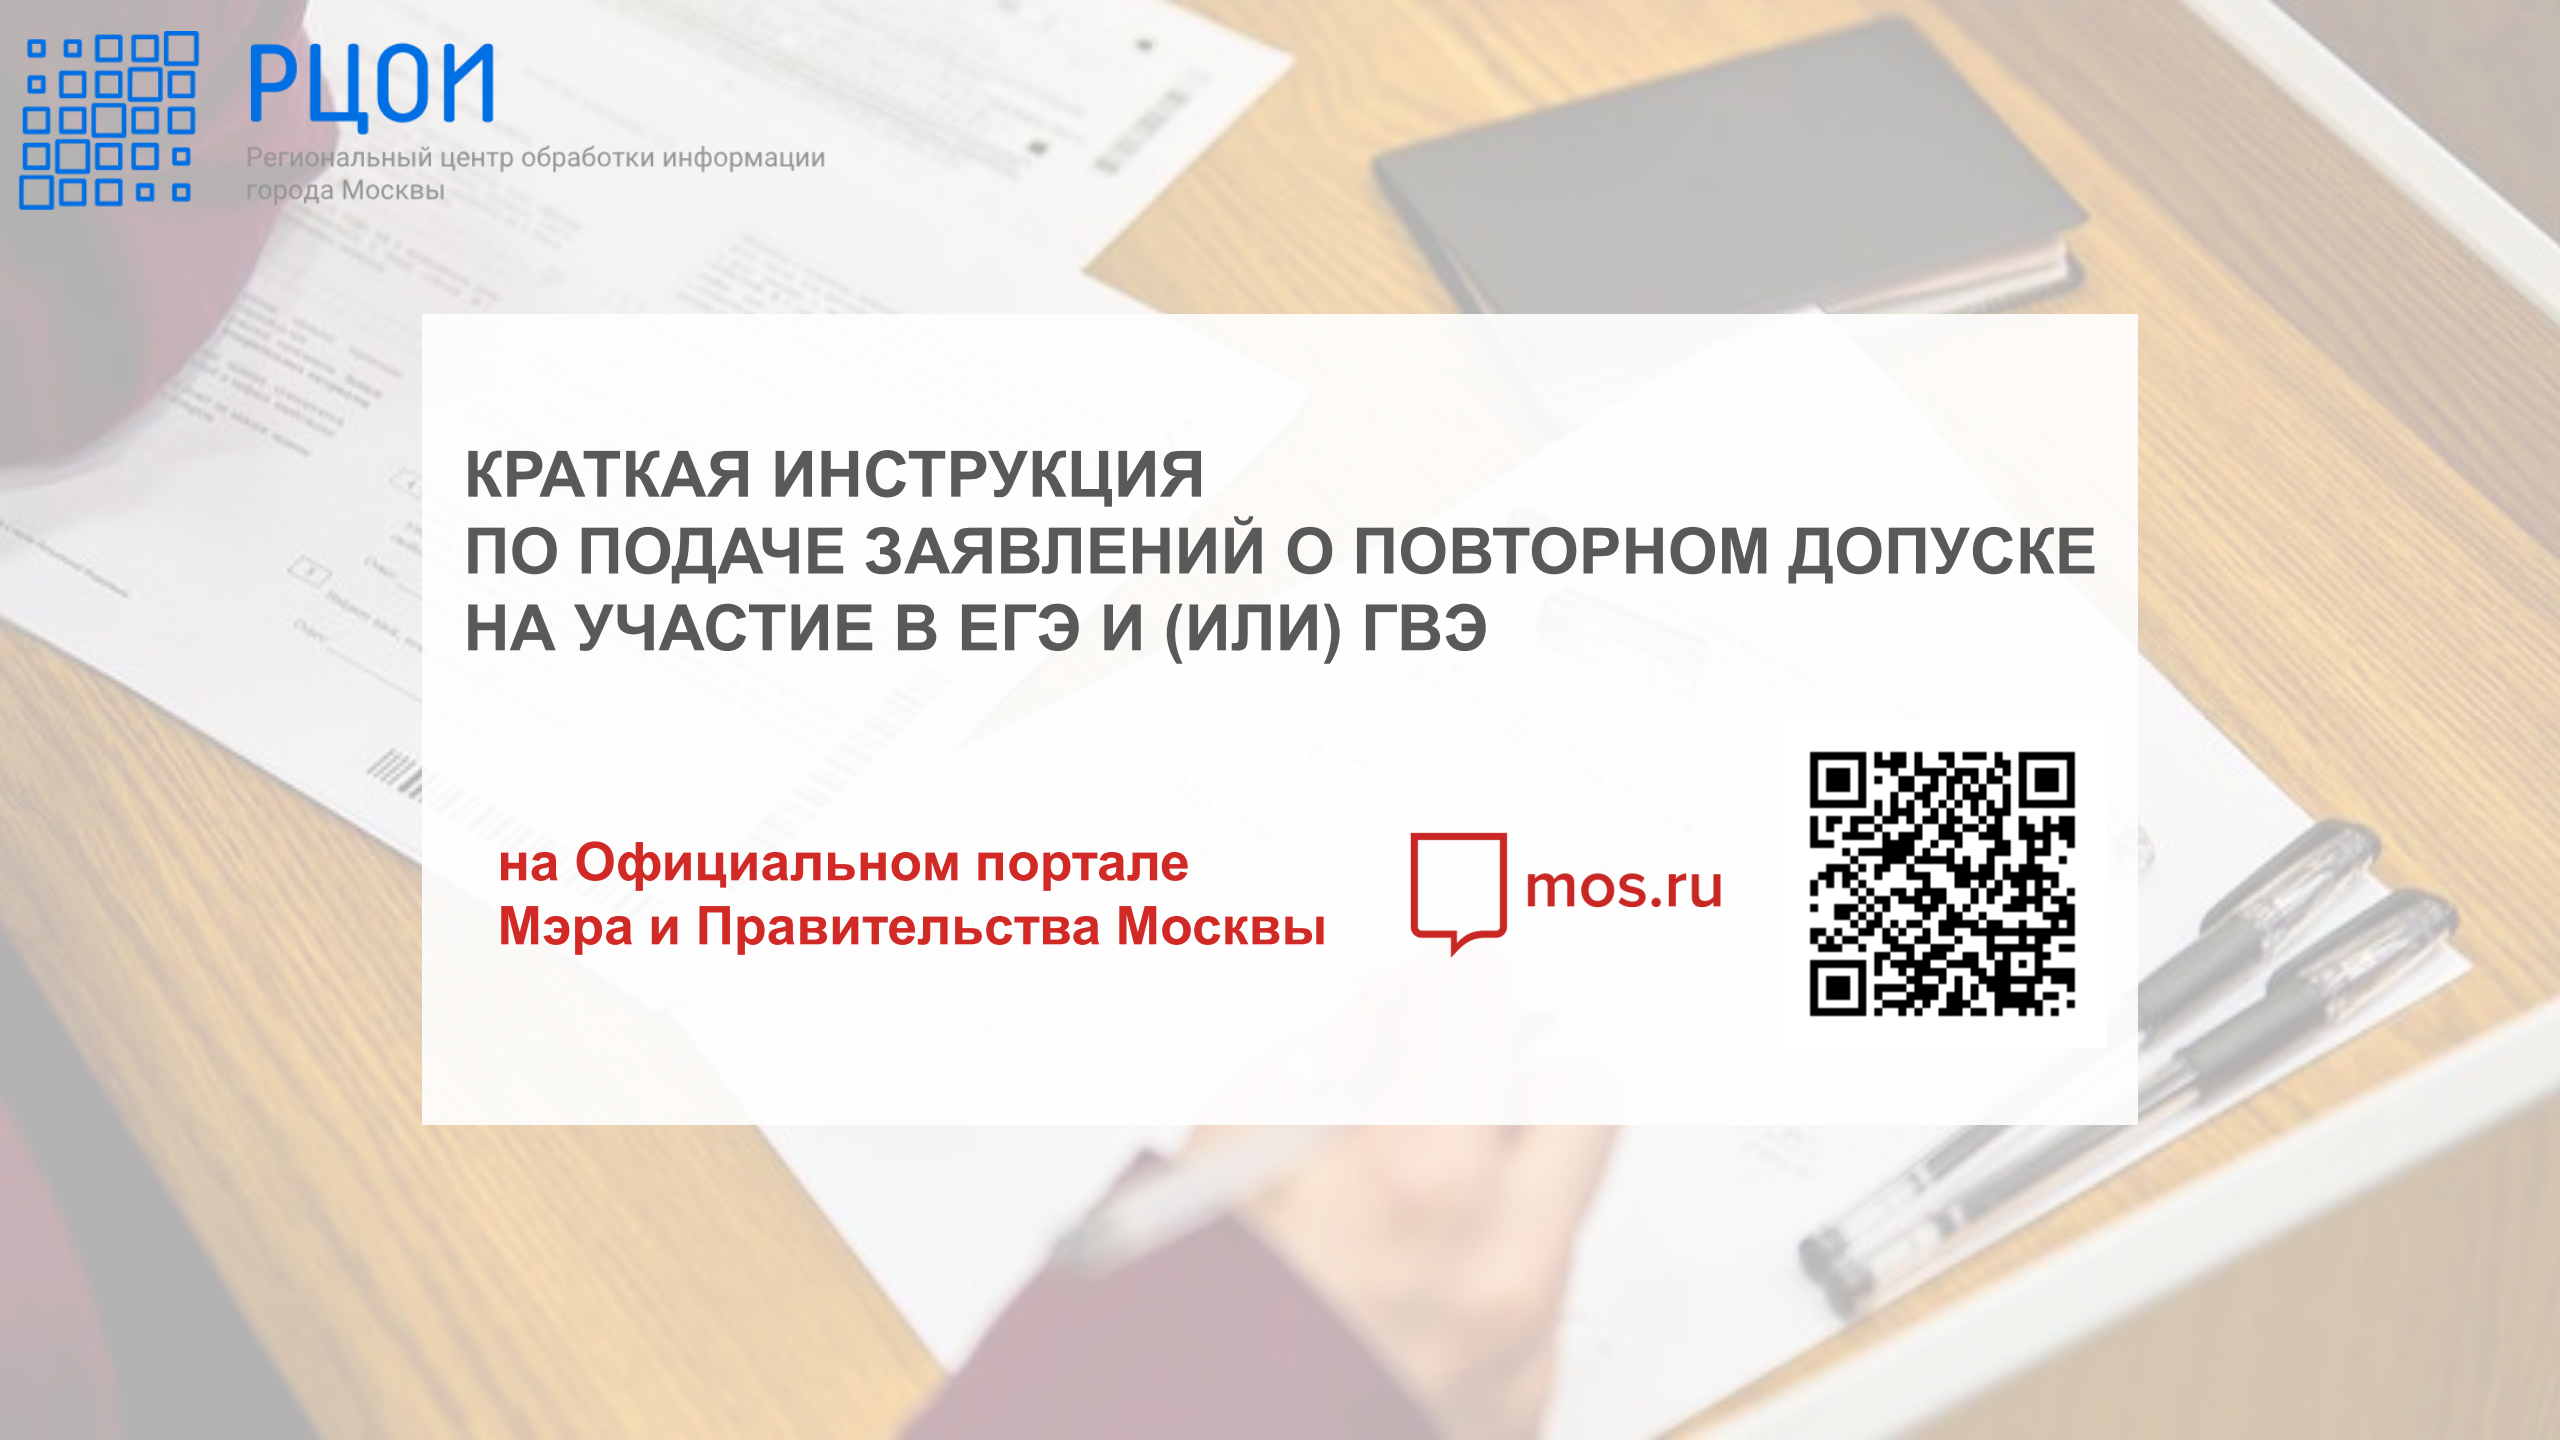 РЦОИ
Региональный центр обработки информации
города Москвы
КРАТКАЯ ИНСТРУКЦИЯ
ПО ПОДАЧЕ ЗАЯВЛЕНИЙ О ПОВТОРНОМ ДОПУСКЕ
НА УЧАСТИЕ В ЕГЭ И (ИЛИ) ГВЭ
на Официальном портале
Мэра и Правительства Москвы
mos.ru